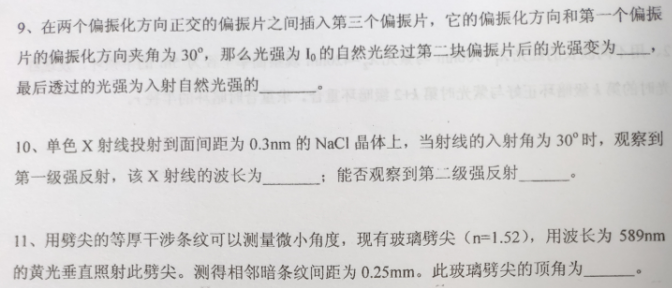 9、在两个偏振化方向正交的偏振片之间插入第三个偏振片，它的偏振化方向和第一个偏振
片的偏振化方向夹角为 30°，那么光强为 I₀的自然光经过第二块偏振片后的光强变为____，
最后透过的光强为入射自然光强的______。
10、单色 X 射线投射到面间距为 0.3nm 的 NaCl 晶体上，当射线的入射角为 30°时，观察到
第一级强反射，该 X 射线的波长为______；能否观察到第二级强反射_____。
11、用劈尖的等厚干涉条纹可以测量微小角度，现有玻璃劈尖（n=1.52），用波长为 589nm
的黄光垂直照射此劈尖。测得相邻暗条纹间距为 0.25mm。此玻璃劈尖的顶角为_____。